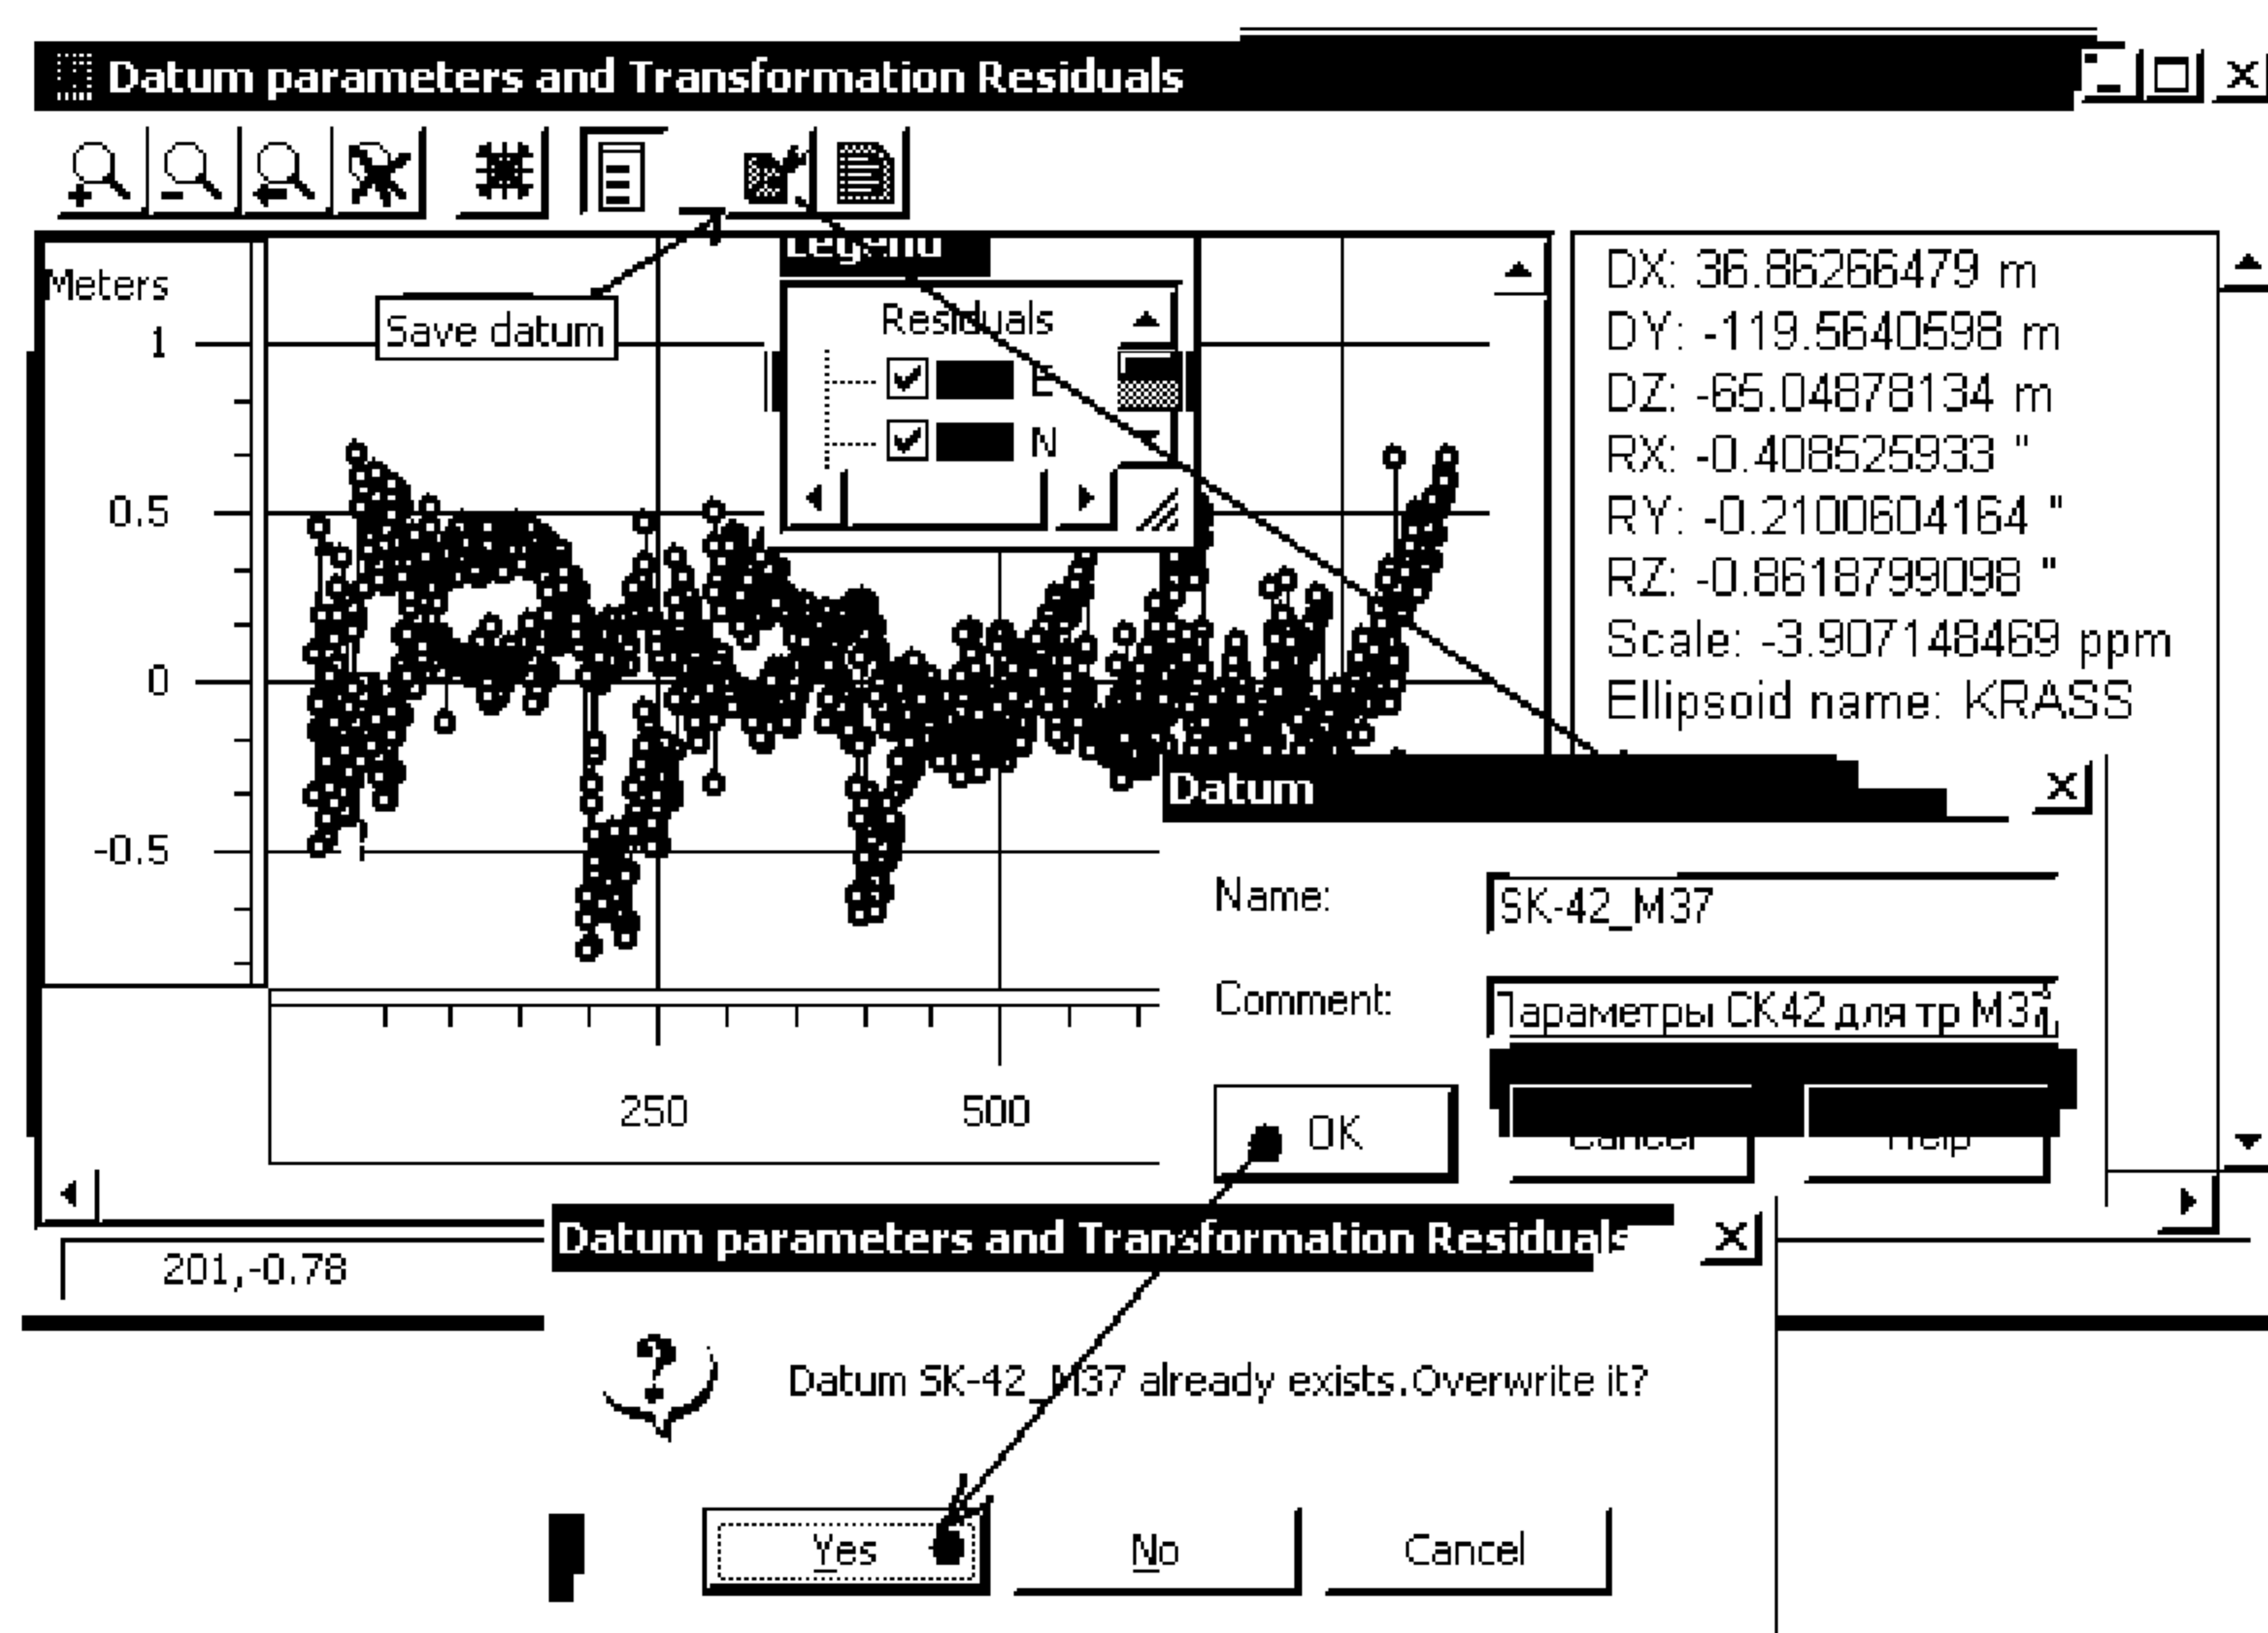 Datum parameters and Transformation Residuals
Meters
1
0.5
0
-0.5
250
500
Save datum
Legend
Residuals
E
N
DX: 36.86266479 m
DY: -119.5640598 m
DZ: -65.04878134 m
RX: -0.408525933 "
RY: -0.2100604164 "
RZ: -0.8618799098 "
Scale: -3.907148469 ppm
Ellipsoid name: KRASS
Datum
Name:
SK-42_M37
Comment:
Параметры СК42 для тр М37
OK
Cancel
Help
201,-0.78
Datum parameters and Transformation Residuals
Datum SK-42_M37 already exists.Overwrite it?
Yes
No
Cancel